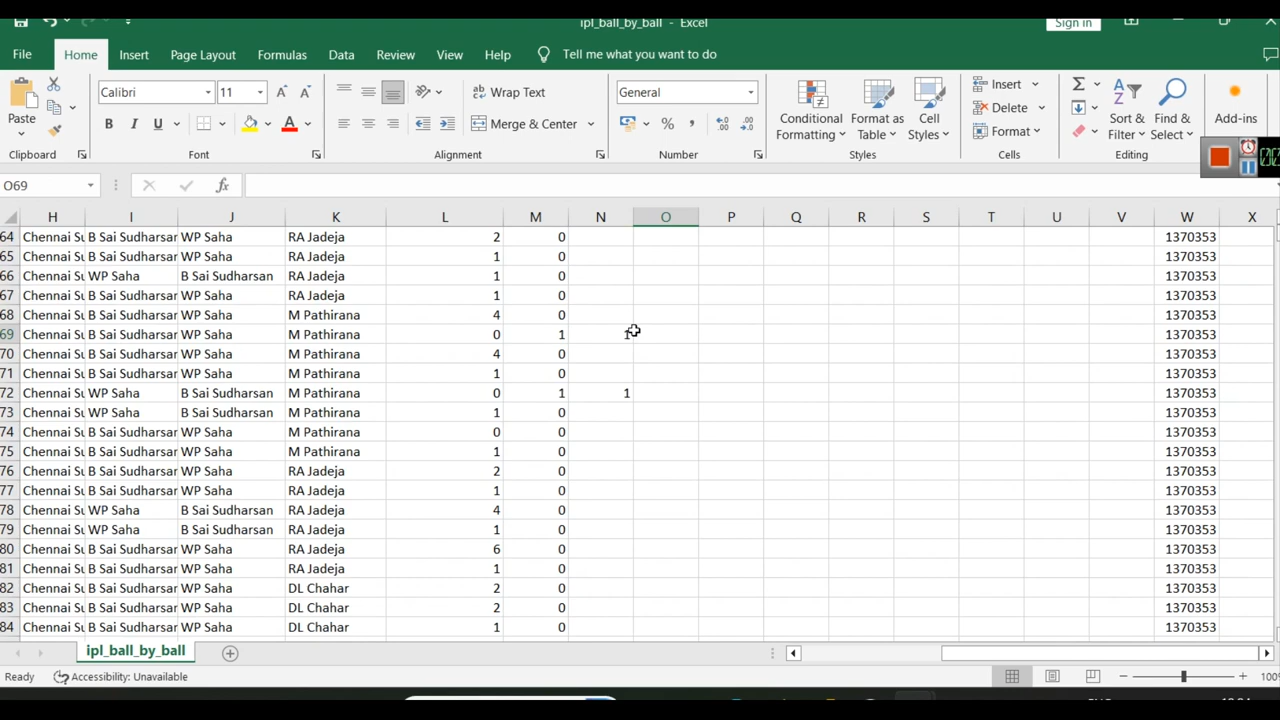 ipl_ball_by_ball - Excel
Sign in
File Home Insert Page Layout Formulas Data Review View Help Tell me what you want to do
Calibri 11 Wrap Text General Insert Σ
Paste B I U Merge & Center % Conditional Formatting Format as Table Cell Styles Delete Format Sort & Filter Find & Select Add-ins
Clipboard Font Alignment Number Styles Cells Editing
O69 fx
H I J K L M N O P Q R S T U V W X
64 Chennai Su B Sai Sudharsar WP Saha RA Jadeja 2 0 1370353
65 Chennai Su B Sai Sudharsar WP Saha RA Jadeja 1 0 1370353
66 Chennai Su WP Saha B Sai Sudharsan RA Jadeja 1 0 1370353
67 Chennai Su B Sai Sudharsar WP Saha RA Jadeja 1 0 1370353
68 Chennai Su B Sai Sudharsar WP Saha M Pathirana 4 0 1370353
69 Chennai Su B Sai Sudharsar WP Saha M Pathirana 0 1 1 1370353
70 Chennai Su B Sai Sudharsar WP Saha M Pathirana 4 0 1370353
71 Chennai Su B Sai Sudharsar WP Saha M Pathirana 1 0 1370353
72 Chennai Su WP Saha B Sai Sudharsan M Pathirana 0 1 1 1370353
73 Chennai Su WP Saha B Sai Sudharsan M Pathirana 1 0 1370353
74 Chennai Su B Sai Sudharsar WP Saha M Pathirana 0 0 1370353
75 Chennai Su B Sai Sudharsar WP Saha M Pathirana 1 0 1370353
76 Chennai Su B Sai Sudharsar WP Saha RA Jadeja 2 0 1370353
77 Chennai Su B Sai Sudharsar WP Saha RA Jadeja 1 0 1370353
78 Chennai Su WP Saha B Sai Sudharsan RA Jadeja 4 0 1370353
79 Chennai Su WP Saha B Sai Sudharsan RA Jadeja 1 0 1370353
80 Chennai Su B Sai Sudharsar WP Saha RA Jadeja 6 0 1370353
81 Chennai Su B Sai Sudharsar WP Saha RA Jadeja 1 0 1370353
82 Chennai Su B Sai Sudharsar WP Saha DL Chahar 2 0 1370353
83 Chennai Su B Sai Sudharsar WP Saha DL Chahar 2 0 1370353
84 Chennai Su B Sai Sudharsar WP Saha DL Chahar 1 0 1370353
ipl_ball_by_ball
Ready Accessibility: Unavailable 100%